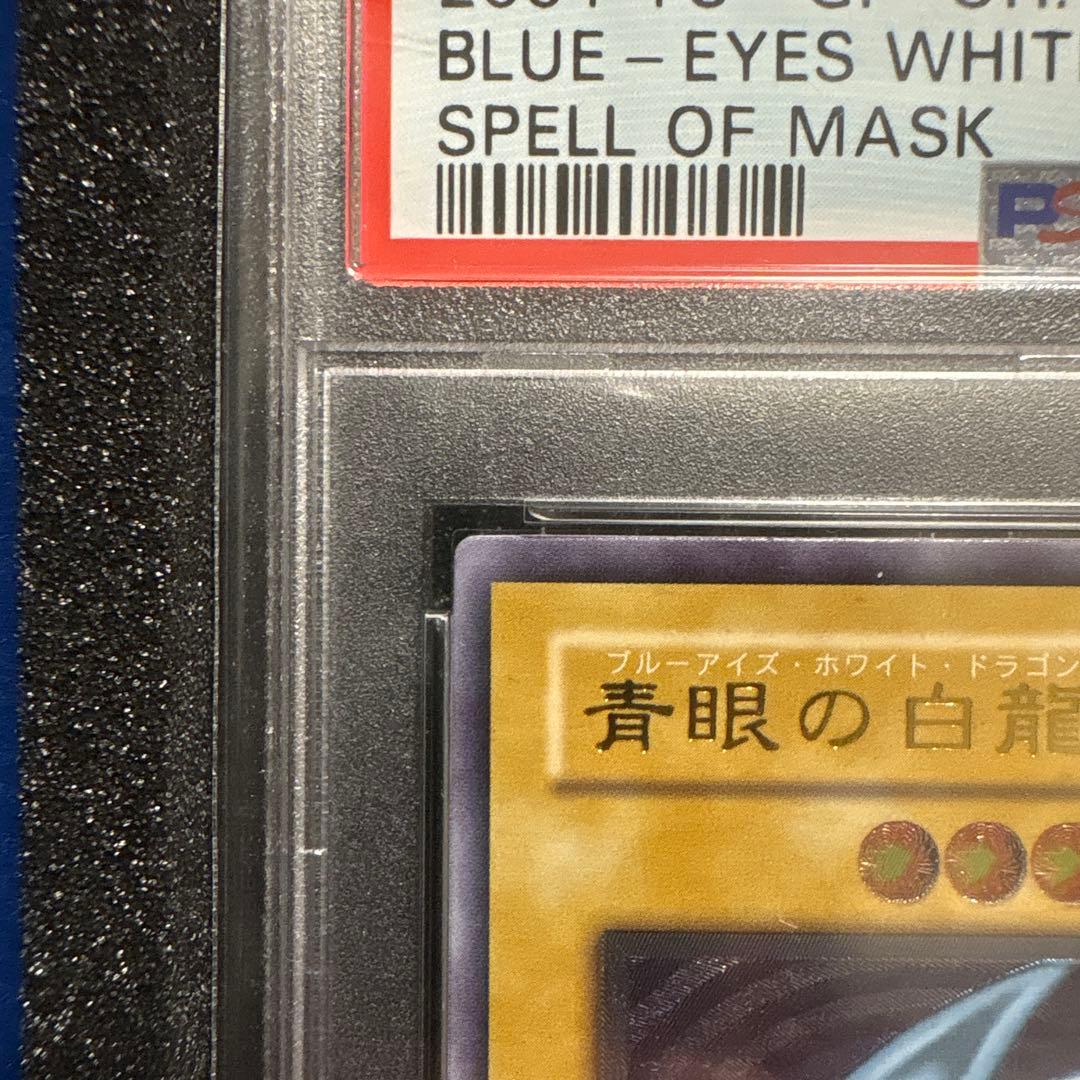 BLUE-EYES WHIT
SPELL OF MASK
PS
ブルーアイズ・ホワイト・ドラゴン
青眼の白龍